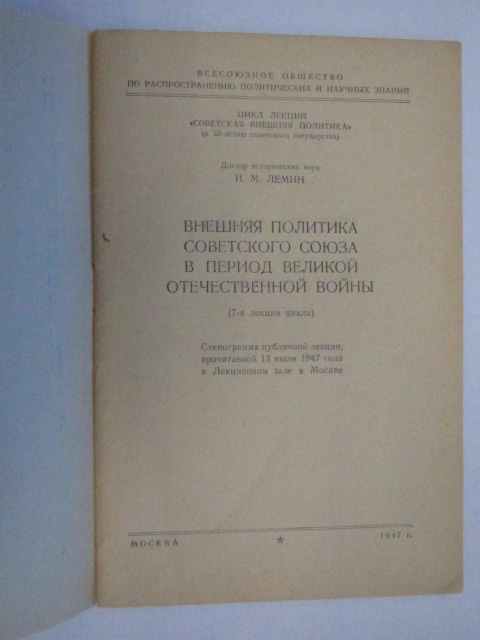 ВСЕСОЮЗНОЕ ОБЩЕСТВО
ПО РАСПРОСТРАНЕНИЮ ПОЛИТИЧЕСКИХ И НАУЧНЫХ ЗНАНИЙ
ЦИКЛ ЛЕКЦИЙ
«СОВЕТСКАЯ ВНЕШНЯЯ ПОЛИТИКА»
(к 30-летию советского государства)
Доктор исторических наук
И. М. ЛЕМИН
ВНЕШНЯЯ ПОЛИТИКА
СОВЕТСКОГО СОЮЗА
В ПЕРИОД ВЕЛИКОЙ
ОТЕЧЕСТВЕННОЙ ВОЙНЫ
(7-я лекция цикла)
Стенограмма публичной лекции,
прочитанной 13 июля 1947 года
в Лекционном зале в Москве
МОСКВА ★ 1947 г.